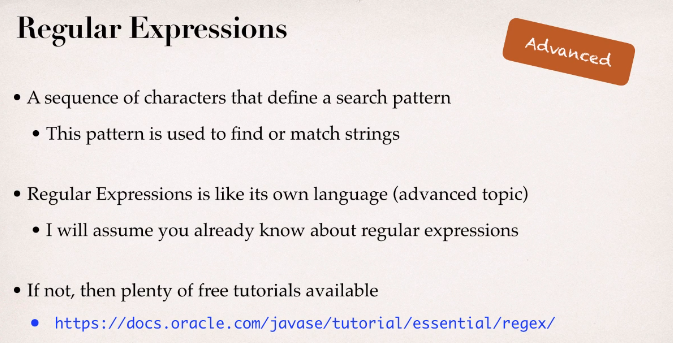 Regular Expressions
Advanced
• A sequence of characters that define a search pattern
• This pattern is used to find or match strings
• Regular Expressions is like its own language (advanced topic)
• I will assume you already know about regular expressions
• If not, then plenty of free tutorials available
• https://docs.oracle.com/javase/tutorial/essential/regex/